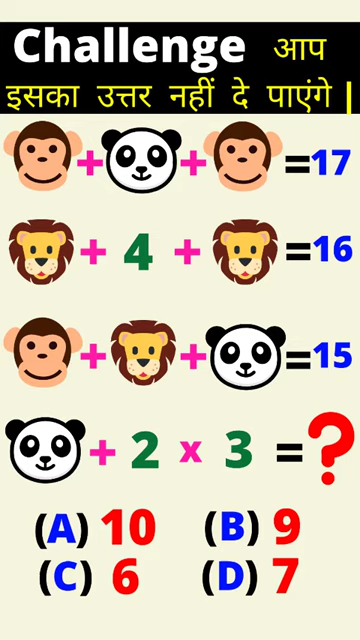 Challenge आप
इसका उत्तर नहीं दे पाएंगे |
+ + =17
+ 4 + =16
+ + =15
+ 2 x 3 = ?
(A) 10 (B) 9
(C) 6 (D) 7